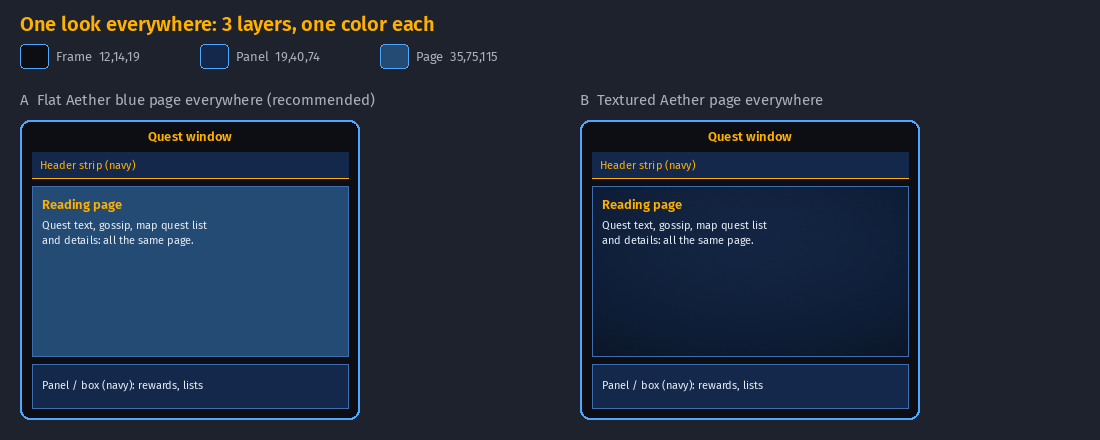 One look everywhere: 3 layers, one color each
Frame 12,14,19
Panel 19,40,74
Page 35,75,115
A Flat Aether blue page everywhere (recommended)
Quest window
Header strip (navy)
Reading page
Quest text, gossip, map quest list
and details: all the same page.
Panel / box (navy): rewards, lists
B Textured Aether page everywhere
Quest window
Header strip (navy)
Reading page
Quest text, gossip, map quest list
and details: all the same page.
Panel / box (navy): rewards, lists